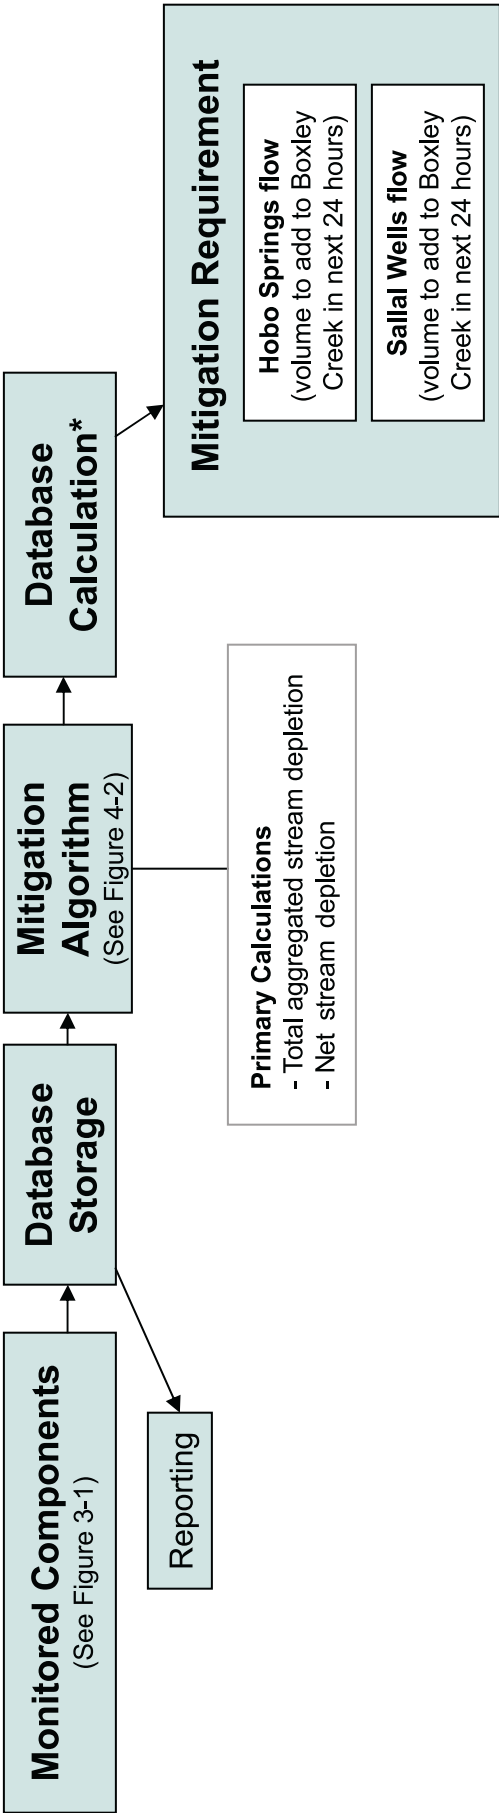 Monitored Components
(See Figure 3-1)
Database
Storage
Reporting
Mitigation
Algorithm
(See Figure 4-2)
Primary Calculations
- Total aggregated stream depletion
- Net stream depletion
Database
Calculation*
Mitigation Requirement
Hobo Springs flow
(volume to add to Boxley
Creek in next 24 hours)
Sallal Wells flow
(volume to add to Boxley
Creek in next 24 hours)